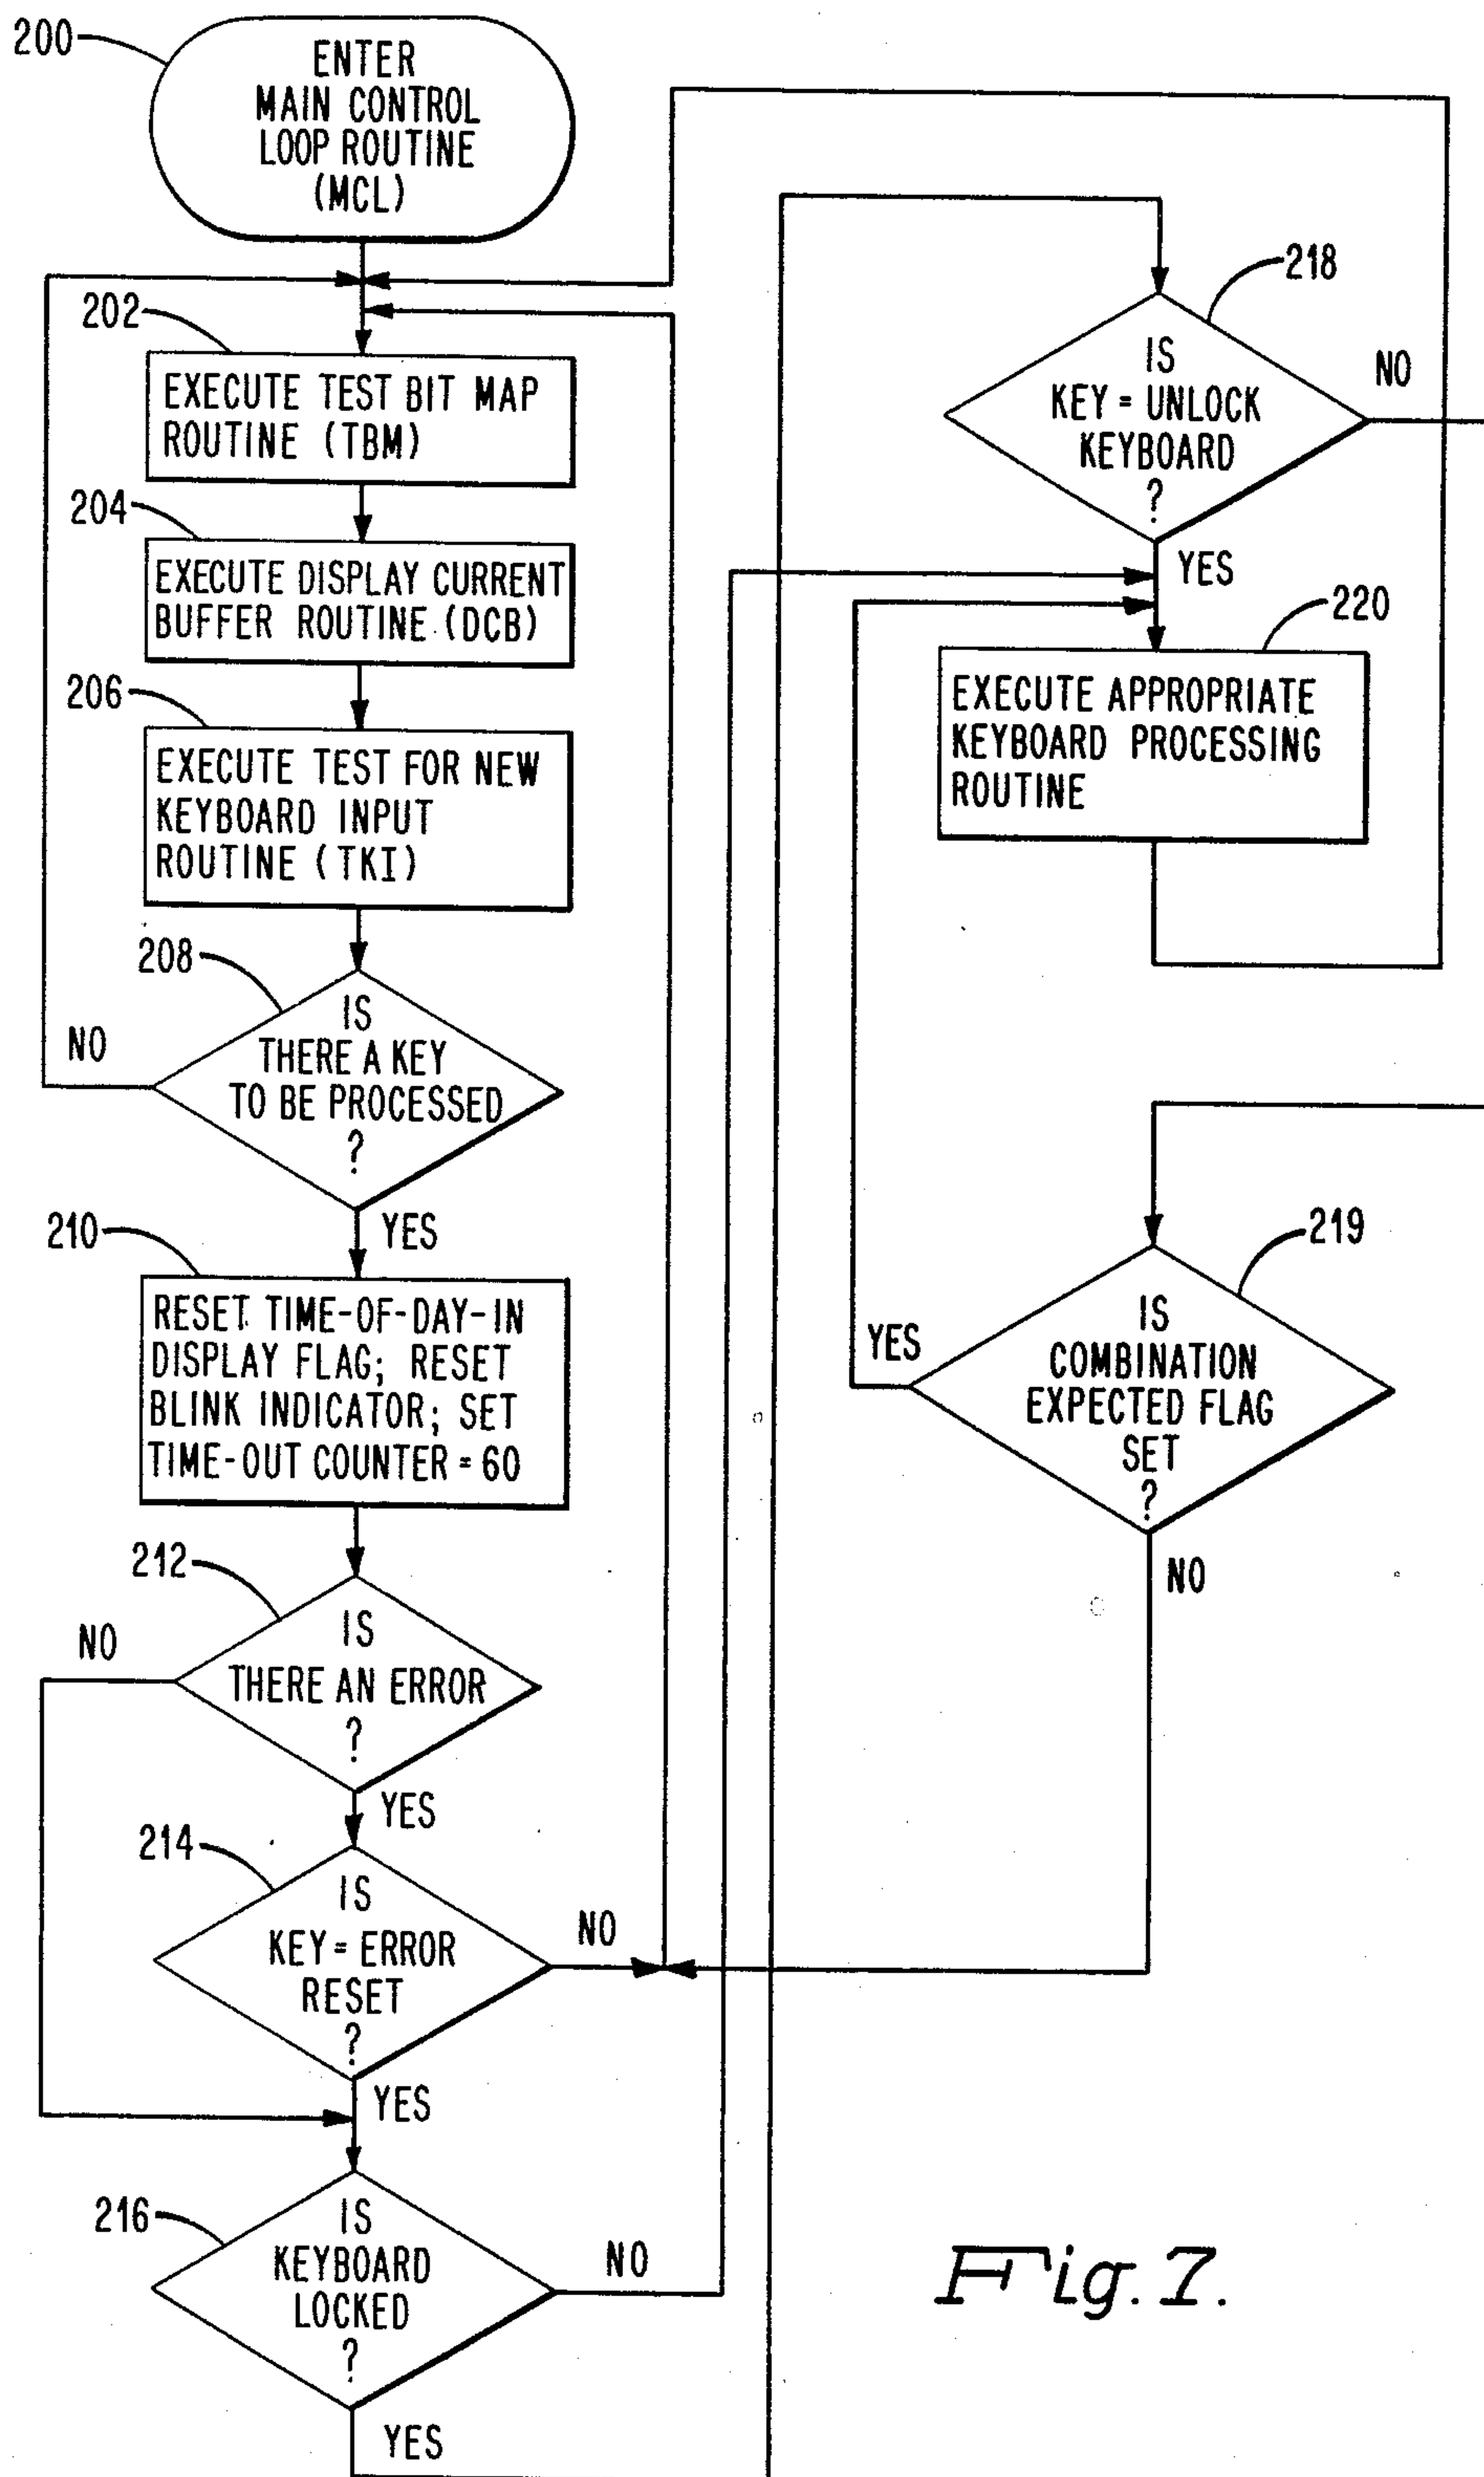 200
ENTER
MAIN CONTROL
LOOP ROUTINE
(MCL)
202
EXECUTE TEST BIT MAP
ROUTINE (TBM)
204
EXECUTE DISPLAY CURRENT
BUFFER ROUTINE (DCB)
206
EXECUTE TEST FOR NEW
KEYBOARD INPUT
ROUTINE (TKI)
208
IS
THERE A KEY
TO BE PROCESSED
?
NO
YES
210
RESET TIME-OF-DAY-IN
DISPLAY FLAG; RESET
BLINK INDICATOR; SET
TIME-OUT COUNTER = 60
212
IS
THERE AN ERROR
?
NO
YES
214
IS
KEY = ERROR
RESET
?
NO
YES
216
IS
KEYBOARD
LOCKED
?
NO
YES
218
IS
KEY = UNLOCK
KEYBOARD
?
NO
YES
220
EXECUTE APPROPRIATE
KEYBOARD PROCESSING
ROUTINE
219
IS
COMBINATION
EXPECTED FLAG
SET
?
YES
NO
Fig. 7.